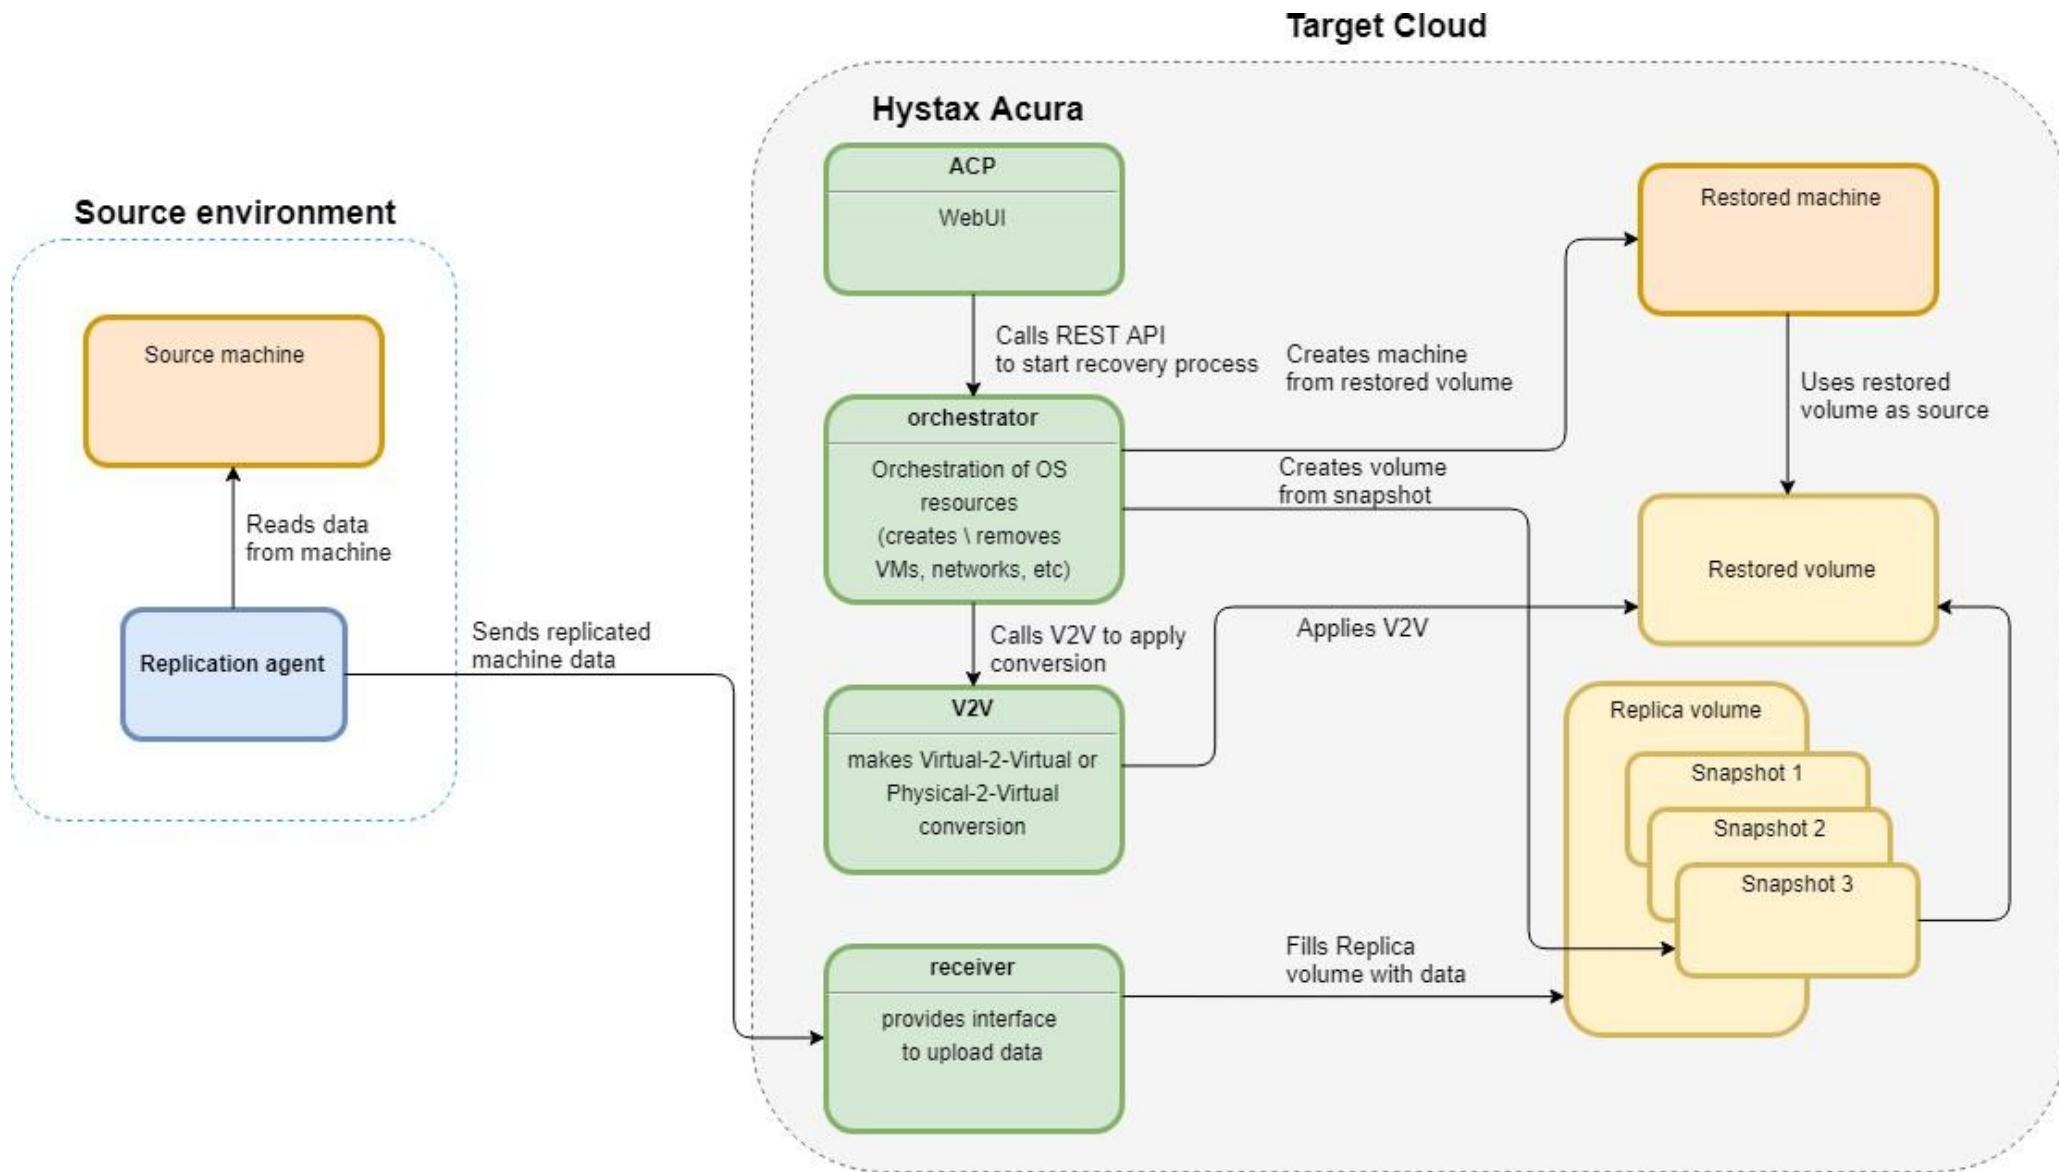 Target Cloud
Hystax Acura
ACP
WebUI
Source environment
Source machine
Reads data
from machine
Replication agent
Sends replicated
machine data
Calls REST API
to start recovery process
orchestrator
Orchestration of OS
resources
(creates \ removes
VMs, networks, etc)
Calls V2V to apply
conversion
V2V
makes Virtual-2-Virtual or
Physical-2-Virtual
conversion
receiver
provides interface
to upload data
Creates machine
from restored volume
Creates volume
from snapshot
Applies V2V
Fills Replica
volume with data
Restored machine
Uses restored
volume as source
Restored volume
Replica volume
Snapshot 1
Snapshot 2
Snapshot 3